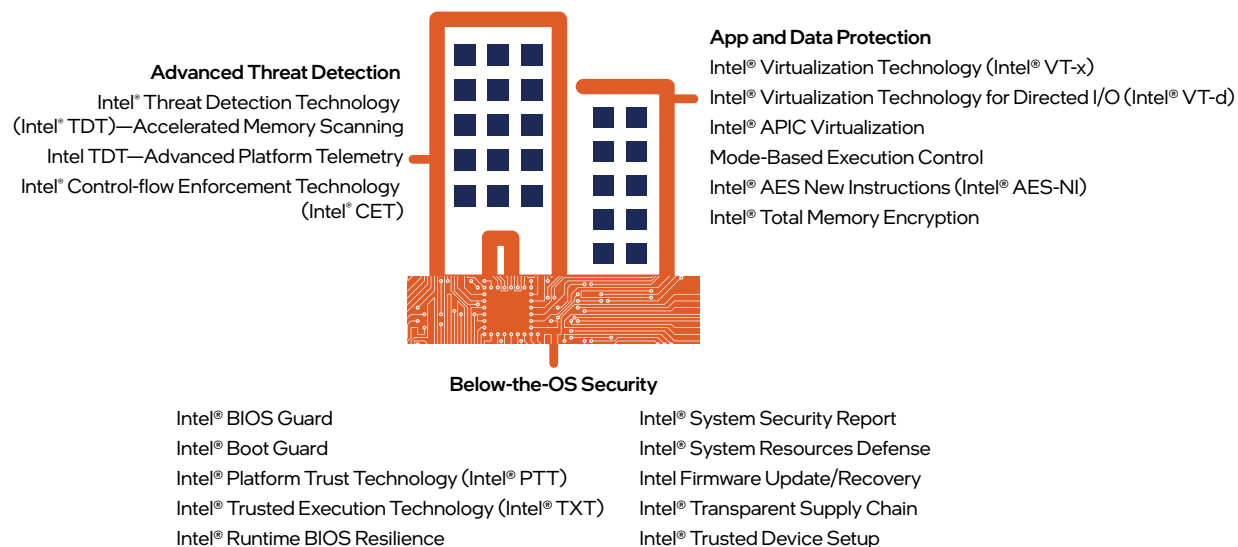 Advanced Threat Detection
Intel® Threat Detection Technology
(Intel® TDT)—Accelerated Memory Scanning
Intel TDT—Advanced Platform Telemetry
Intel® Control-flow Enforcement Technology
(Intel® CET)
App and Data Protection
Intel® Virtualization Technology (Intel® VT-x)
Intel® Virtualization Technology for Directed I/O (Intel® VT-d)
Intel® APIC Virtualization
Mode-Based Execution Control
Intel® AES New Instructions (Intel® AES-NI)
Intel® Total Memory Encryption
Below-the-OS Security
Intel® BIOS Guard
Intel® Boot Guard
Intel® Platform Trust Technology (Intel® PTT)
Intel® Trusted Execution Technology (Intel® TXT)
Intel® Runtime BIOS Resilience
Intel® System Security Report
Intel® System Resources Defense
Intel Firmware Update/Recovery
Intel® Transparent Supply Chain
Intel® Trusted Device Setup